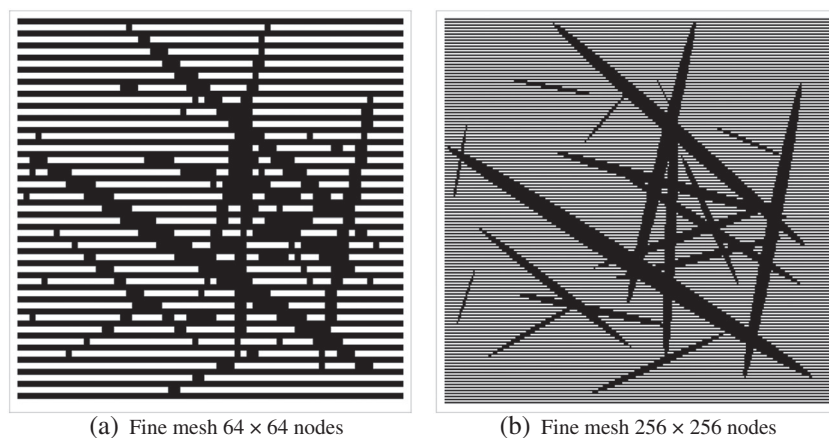 (a) Fine mesh 64 × 64 nodes
(b) Fine mesh 256 × 256 nodes